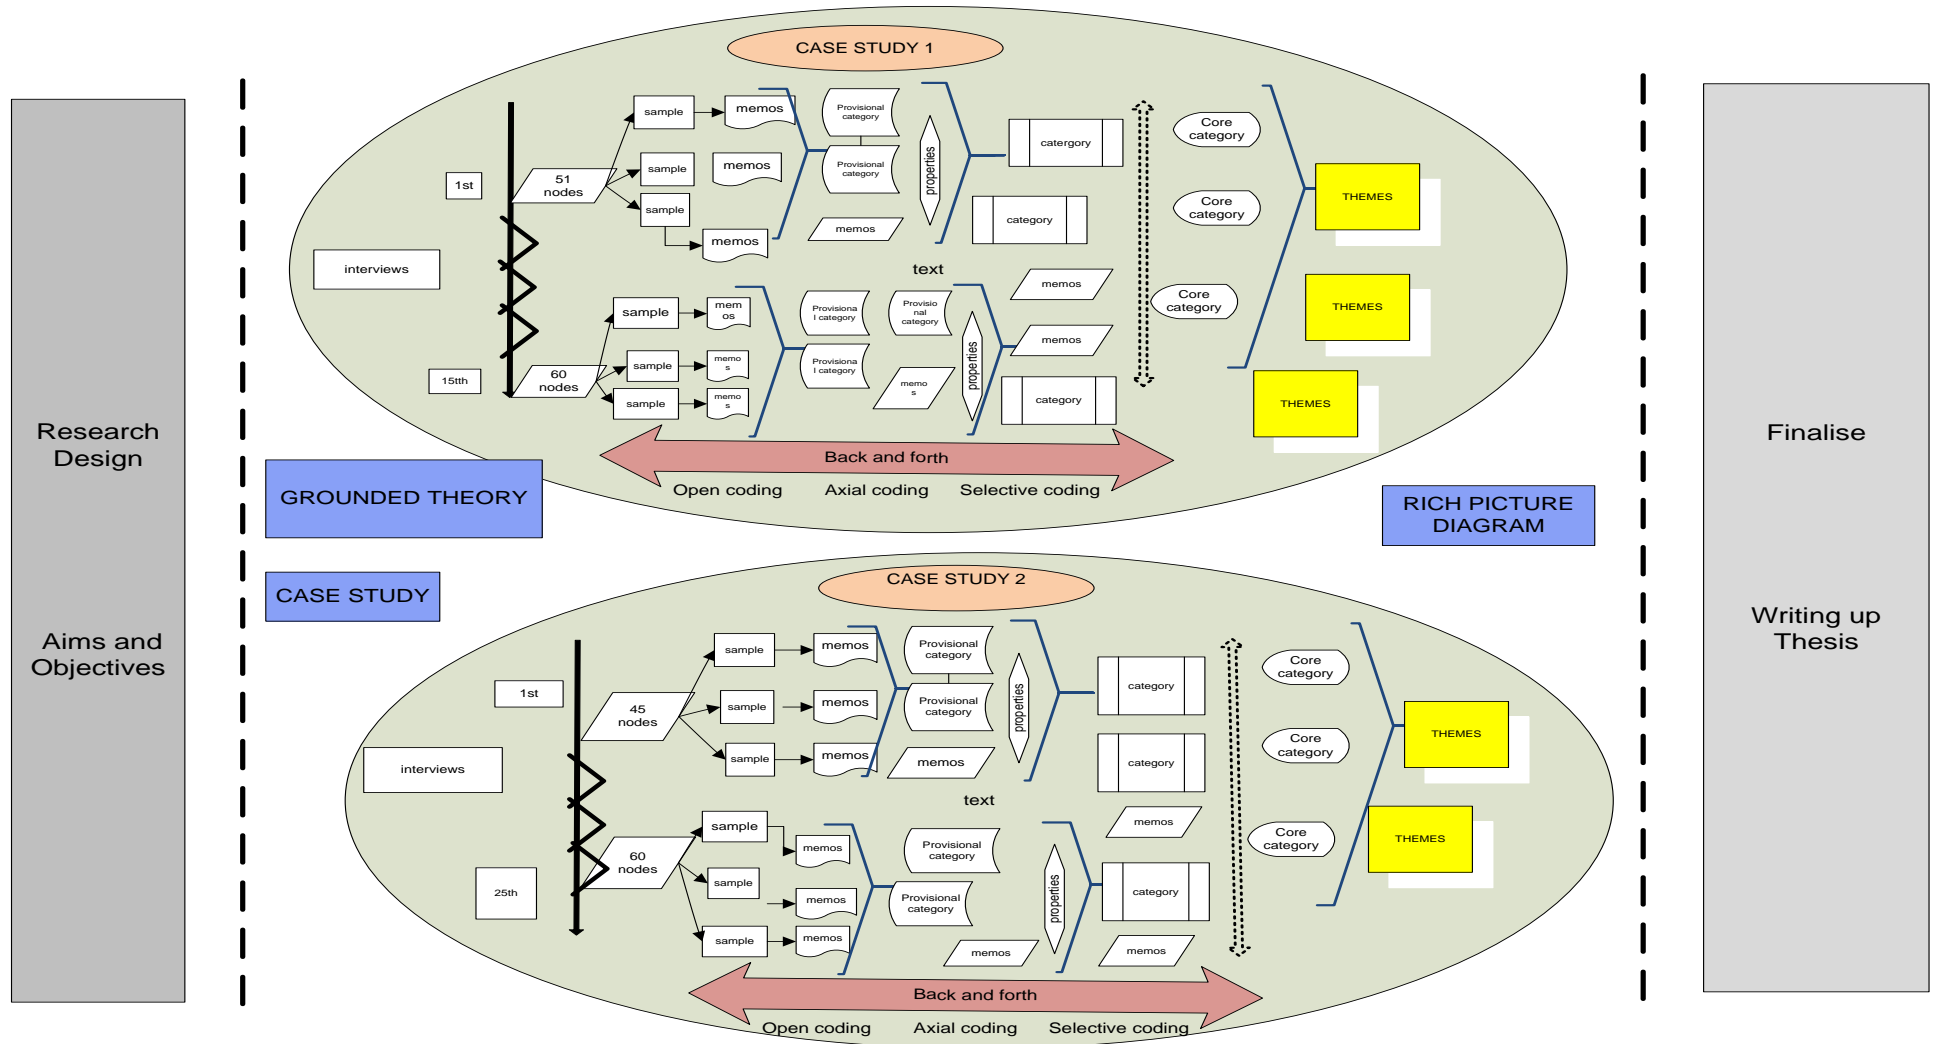 Research
Design
Aims and
Objectives
CASE STUDY 1
1st
interviews
15tth
51
nodes
sample
memos
sample
memos
sample
memos
Provisional
category
Provisional
category
memos
properties
catergory
category
text
60
nodes
sample
mem
os
sample
memo
s
sample
memo
s
Provisiona
l category
Provisiona
l category
Provisio
nal
category
memo
s
properties
memos
memos
category
Core
category
Core
category
Core
category
THEMES
THEMES
THEMES
Back and forth
Open coding
Axial coding
Selective coding
GROUNDED THEORY
CASE STUDY
RICH PICTURE
DIAGRAM
CASE STUDY 2
1st
interviews
25th
45
nodes
sample
memos
sample
memos
sample
memos
Provisional
category
Provisional
category
memos
properties
category
category
memos
text
60
nodes
sample
memos
sample
memos
sample
memos
Provisional
category
Provisional
category
memos
properties
category
memos
Core
category
Core
category
Core
category
THEMES
THEMES
Back and forth
Open coding
Axial coding
Selective coding
Finalise
Writing up
Thesis